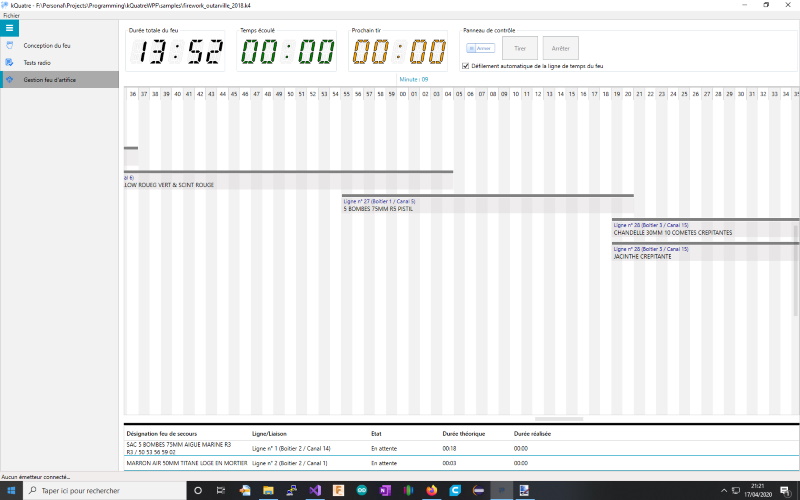 kQuatre - F:\Personal\Projects\Programming\kQuatreWPF\samples\firework_outarville_2018.k4
Fichier
Conception du feu
Tests radio
Gestion feu d'artifice
Durée totale du feu
13:52
Temps écoulé
00:00
Prochain tir
00:00
Panneau de contrôle
Armer
Tirer
Arrêter
Défilement automatique de la ligne de temps du feu
Minute : 09
36 37 38 39 40 41 42 43 44 45 46 47 48 49 50 51 52 53 54 55 56 57 58 59 00 01 02 03 04 05 06 07 08 09 10 11 12 13 14 15 16 17 18 19 20 21 22 23 24 25 26 27 28 29 30 31 32 33 34 35
al 6)
LOW ROUEG VERT & SCINT ROUGE
Ligne n° 27 (Boitier 1 / Canal 5)
5 BOMBES 75MM R5 PISTIL
Ligne n° 28 (Boitier 3 / Canal 15)
CHANDELLE 30MM 10 COMETES CREPITANTES
Ligne n° 28 (Boitier 3 / Canal 15)
JACINTHE CREPITANTE
Désignation feu de secours Ligne/Liaison Etat Durée théorique Durée réalisée
SAC 5 BOMBES 75MM AIGUE MARINE R3
R3 / 50 53 56 59 02 Ligne n° 1 (Boitier 2 / Canal 14) En attente 00:18 00:00
MARRON AIR 50MM TITANE LOGE EN MORTIER Ligne n° 2 (Boitier 2 / Canal 1) En attente 00:03 00:00
Aucun émetteur connecté...
Taper ici pour rechercher
21:21
17/04/2020